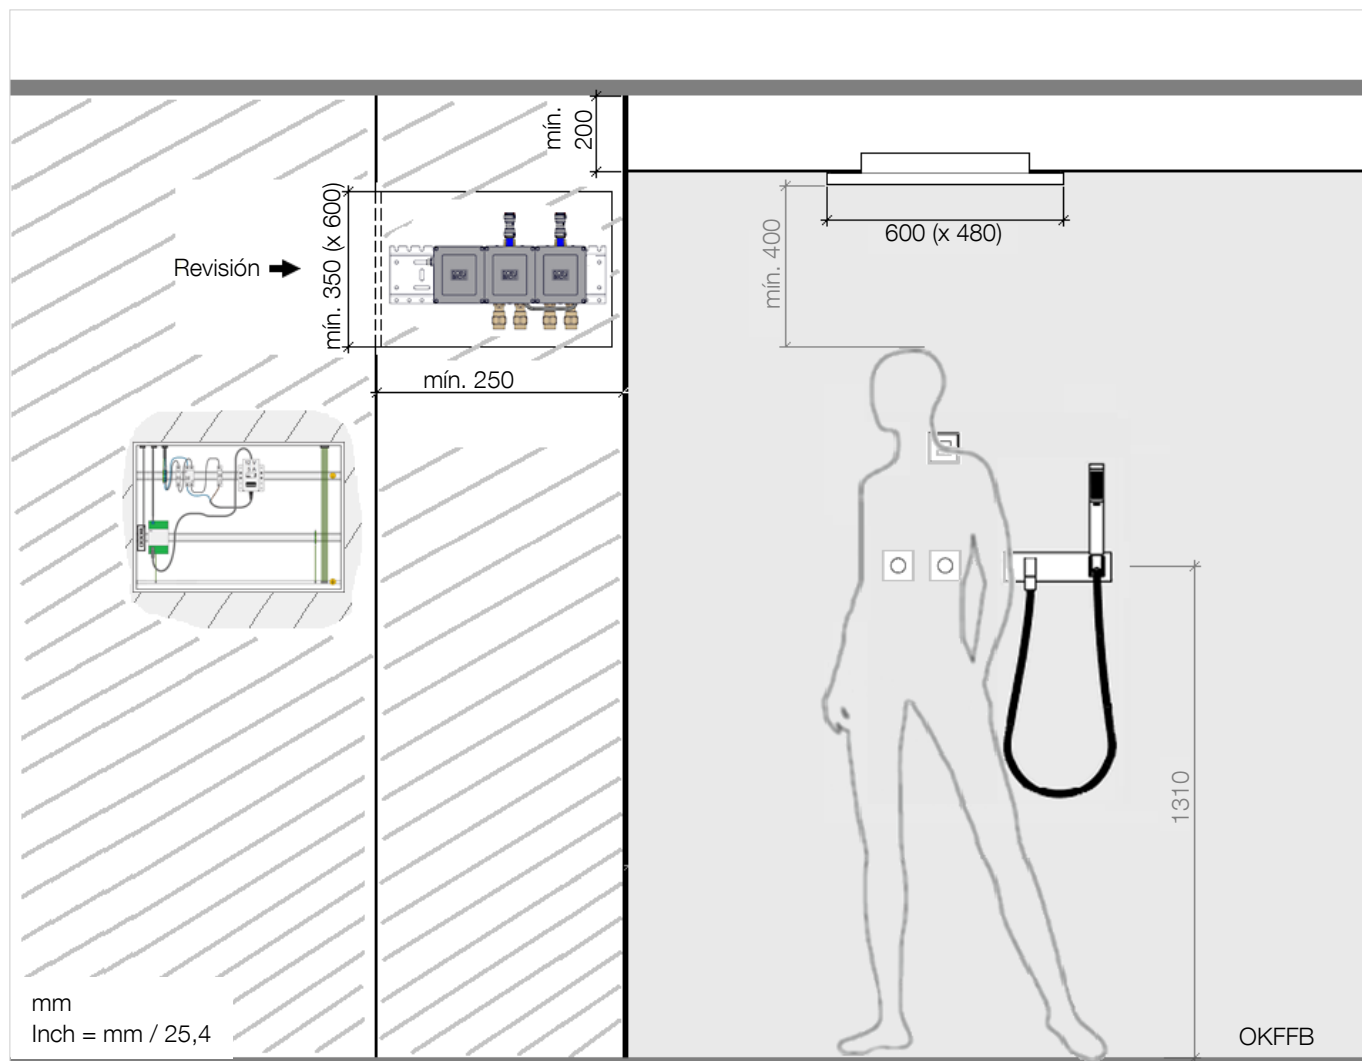 mín.
200
Revisión
mín. 350 (x 600)
600 (x 480)
mín. 400
mín. 250
1310
mm
Inch = mm / 25,4
OKFFB